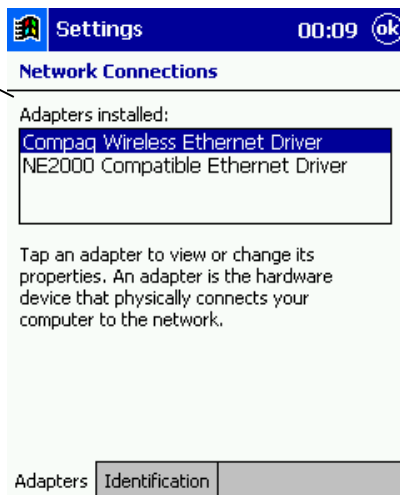 Settings 00:09 ok
Network Connections
Adapters installed:
Compaq Wireless Ethernet Driver
NE2000 Compatible Ethernet Driver
Tap an adapter to view or change its
properties. An adapter is the hardware
device that physically connects your
computer to the network.
Adapters Identification